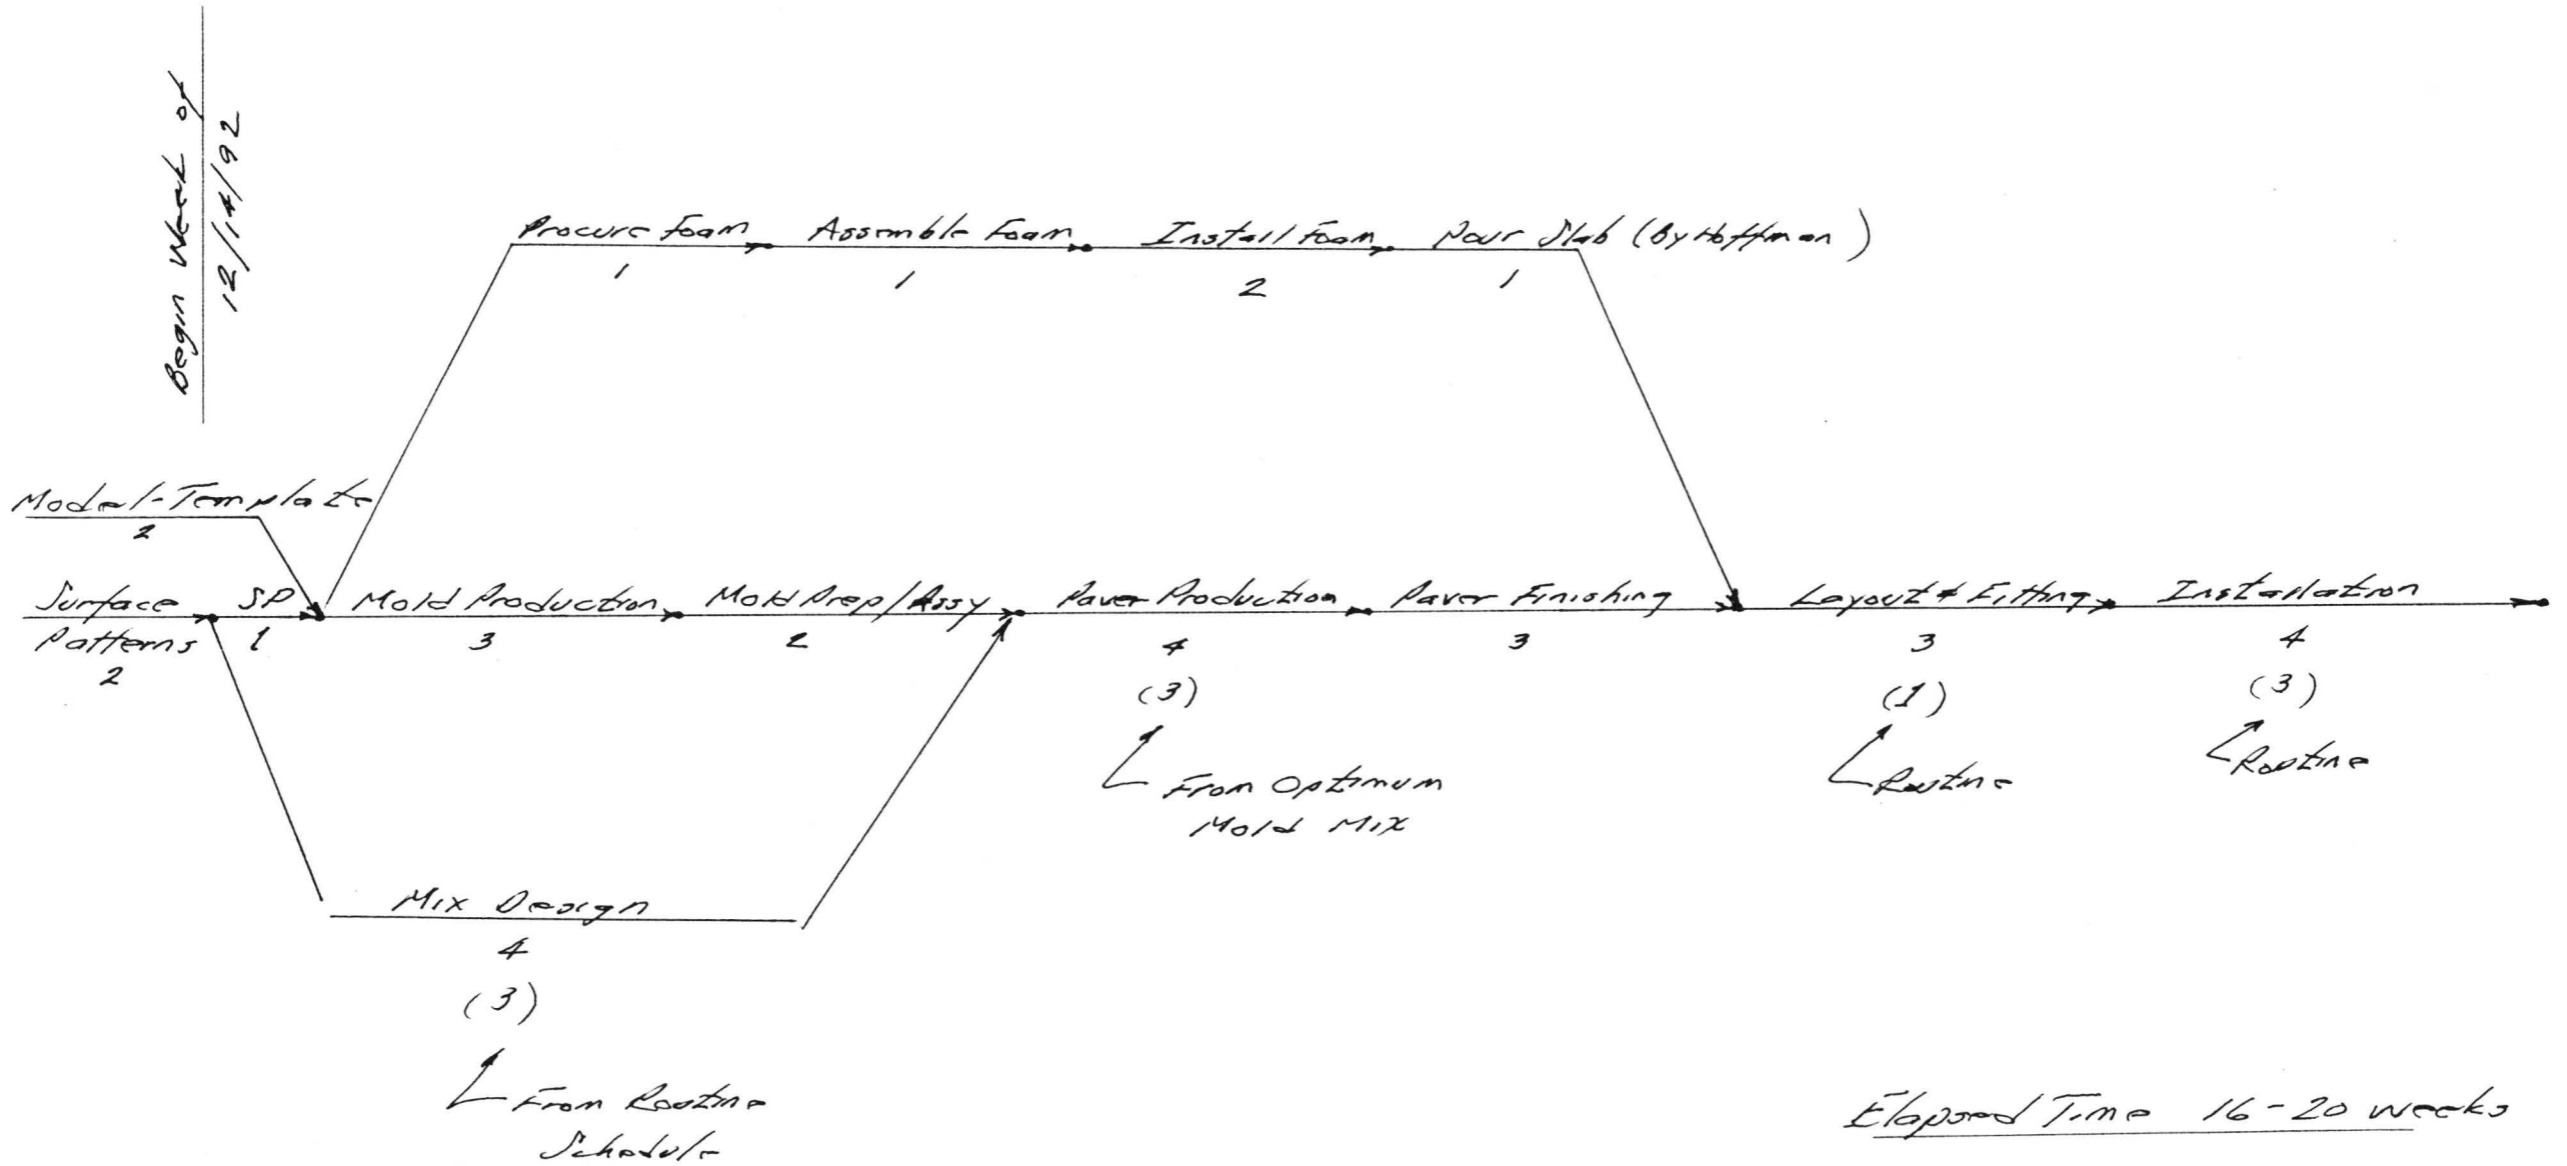 Begin Week of
12/14/92
Procure Foam
1
Assemble Foam
1
Install Foam
2
Pour Slab (By Hoffman)
1
Model-Template
2
Surface
Patterns
2
SP
1
Mold Production
3
Mold Prep/Assy
2
Paver Production
4
(3)
From Optimum
Mold Mix
Paver Finishing
3
Layout & Fitting
3
(1)
Routine
Installation
4
(3)
Routine
Mix Design
4
(3)
From Routine
Schedule
Elapsed Time 16-20 weeks